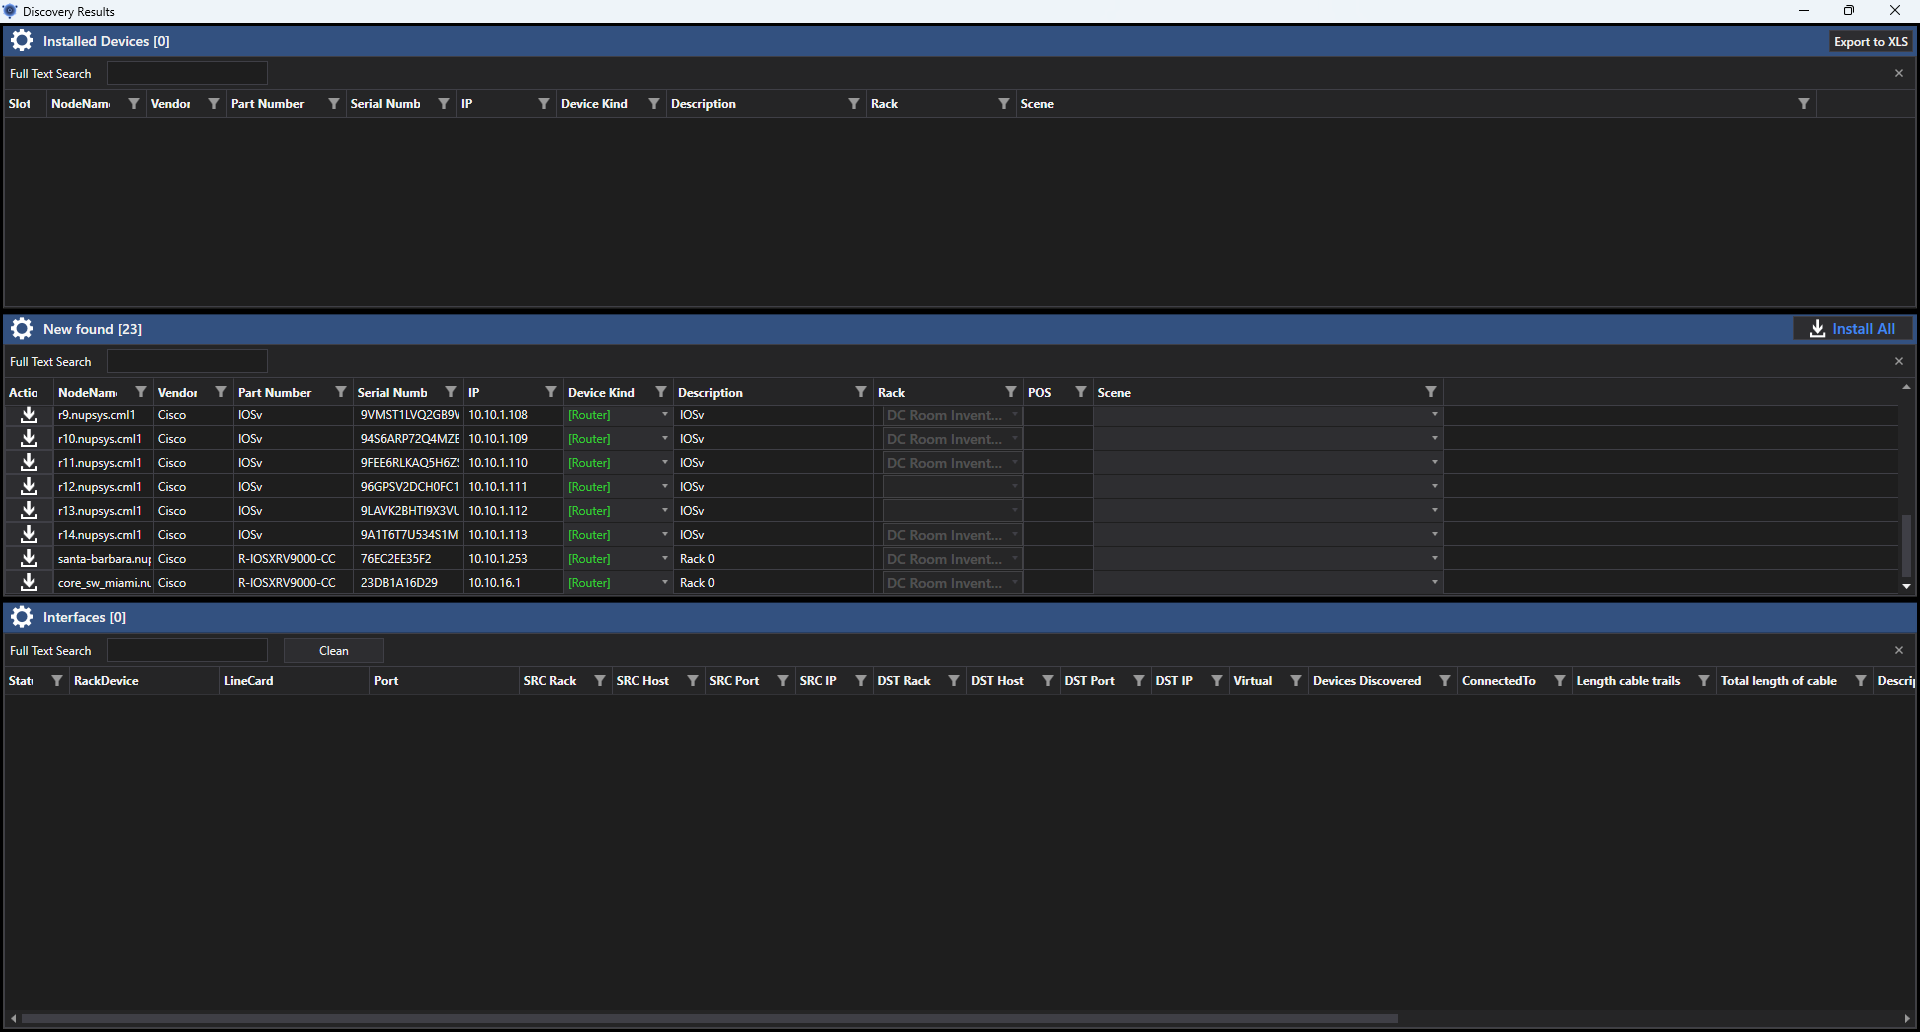 Discovery Results
Installed Devices [0]
Export to XLS
Full Text Search
Slot NodeNam Vendor Part Number Serial Numb IP Device Kind Description Rack Scene
New found [23]
Install All
Full Text Search
Actic NodeNam Vendor Part Number Serial Numb IP Device Kind Description Rack POS Scene
r9.nupsys.cml1 Cisco IOSv 9VMST1LVQ2GB9V 10.10.1.108 [Router] IOSv DC Room Invent...
r10.nupsys.cml1 Cisco IOSv 94S6ARP72Q4MZE 10.10.1.109 [Router] IOSv DC Room Invent...
r11.nupsys.cml1 Cisco IOSv 9FEE6RLKAQ5H6Z 10.10.1.110 [Router] IOSv DC Room Invent...
r12.nupsys.cml1 Cisco IOSv 96GPSV2DCH0FC1 10.10.1.111 [Router] IOSv
r13.nupsys.cml1 Cisco IOSv 9LAVK2BHTI9X3VU 10.10.1.112 [Router] IOSv
r14.nupsys.cml1 Cisco IOSv 9A1T6T7U534S1M 10.10.1.113 [Router] IOSv DC Room Invent...
santa-barbara.nup Cisco R-IOSXRV9000-CC 76EC2EE35F2 10.10.1.253 [Router] Rack 0 DC Room Invent...
core_sw_miami.nu Cisco R-IOSXRV9000-CC 23DB1A16D29 10.10.16.1 [Router] Rack 0 DC Room Invent...
Interfaces [0]
Full Text Search Clean
Statu RackDevice LineCard Port SRC Rack SRC Host SRC Port SRC IP DST Rack DST Host DST Port DST IP Virtual Devices Discovered ConnectedTo Length cable trails Total length of cable Descrip